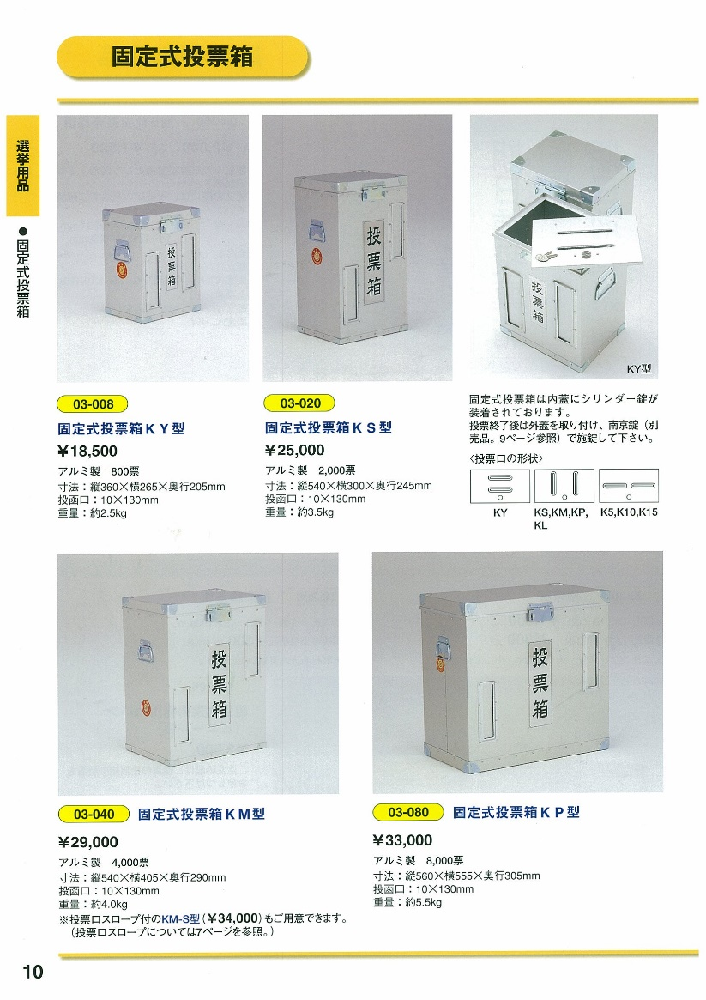 固定式投票箱
選挙用品
●固定式投票箱
投票箱
投票箱
投票箱
KY型
03-008
固定式投票箱KY型
¥18,500
アルミ製 800票
寸法：縦360×横265×奥行205mm
投函口：10×130mm
重量：約2.5kg
03-020
固定式投票箱KS型
¥25,000
アルミ製 2,000票
寸法：縦540×横300×奥行245mm
投函口：10×130mm
重量：約3.5kg
固定式投票箱は内蓋にシリンダー錠が
装着されております。
投票終了後は外蓋を取り付け、南京錠（別
売品。9ページ参照）で施錠して下さい。
〈投票口の形状〉
KY
KS,KM,KP,
KL
K5,K10,K15
投票箱
投票箱
03-040 固定式投票箱KM型
¥29,000
アルミ製 4,000票
寸法：縦540×横405×奥行290mm
投函口：10×130mm
重量：約4.0kg
※投票口スロープ付のKM-S型（¥34,000）もご用意できます。
（投票口スロープについては7ページを参照。）
03-080 固定式投票箱KP型
¥33,000
アルミ製 8,000票
寸法：縦560×横555×奥行305mm
投函口：10×130mm
重量：約5.5kg
10